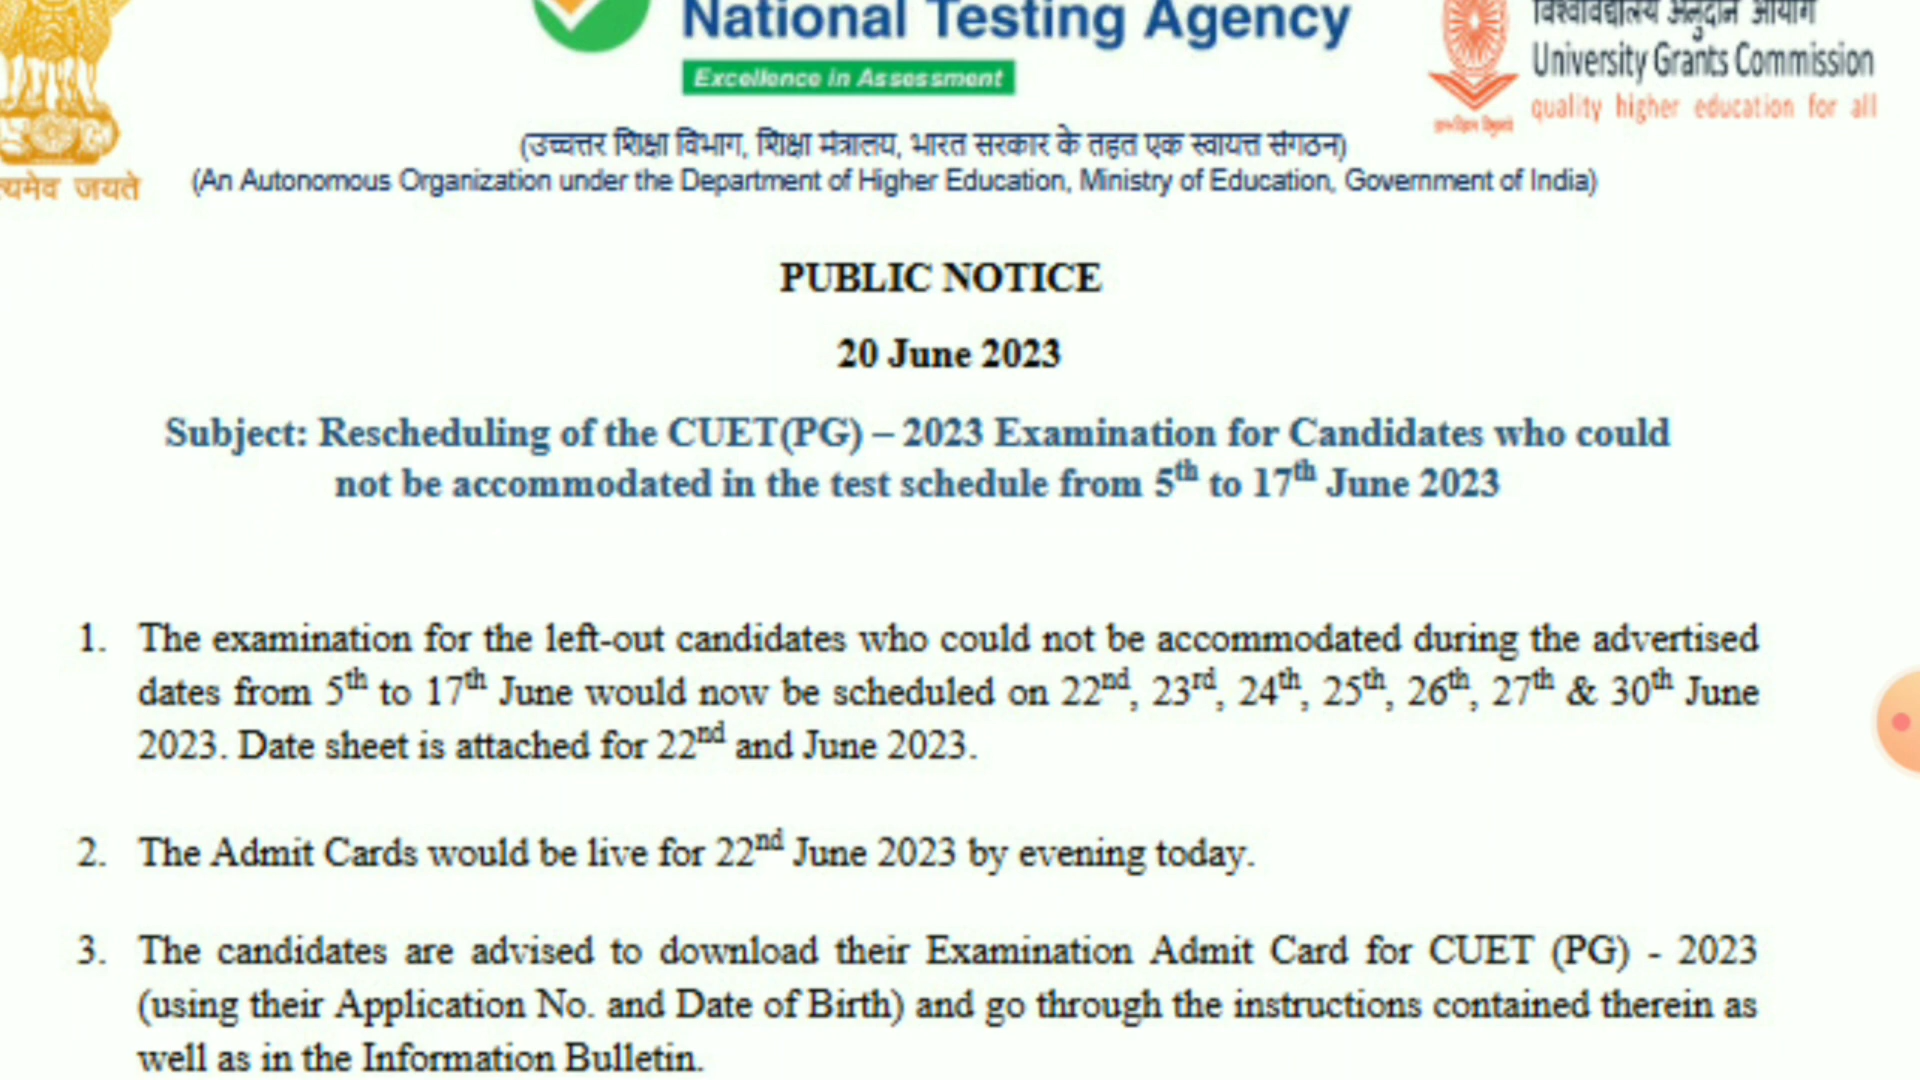 National Testing Agency
Excellence in Assessment
विश्वविद्यालय अनुदान आयोग
University Grants Commission
quality higher education for all
(उच्चत्तर शिक्षा विभाग, शिक्षा मंत्रालय, भारत सरकार के तहत एक स्वायत्त संगठन)
जयते
(An Autonomous Organization under the Department of Higher Education, Ministry of Education, Government of India)
PUBLIC NOTICE
20 June 2023
Subject: Rescheduling of the CUET(PG) – 2023 Examination for Candidates who could
not be accommodated in the test schedule from 5th to 17th June 2023
1. The examination for the left-out candidates who could not be accommodated during the advertised
dates from 5th to 17th June would now be scheduled on 22nd, 23rd, 24th, 25th, 26th, 27th & 30th June
2023. Date sheet is attached for 22nd and June 2023.
2. The Admit Cards would be live for 22nd June 2023 by evening today.
3. The candidates are advised to download their Examination Admit Card for CUET (PG) - 2023
(using their Application No. and Date of Birth) and go through the instructions contained therein as
well as in the Information Bulletin.